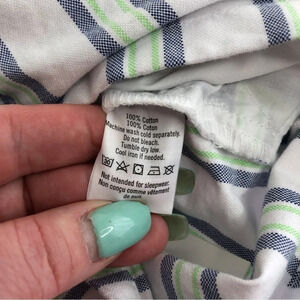 100% Cotton
100% Coton
Machine wash cold separately.
Do not bleach.
Tumble dry low.
Cool iron if needed.
Not intended for sleepwear.
Non conçu comme vêtement
de nuit.